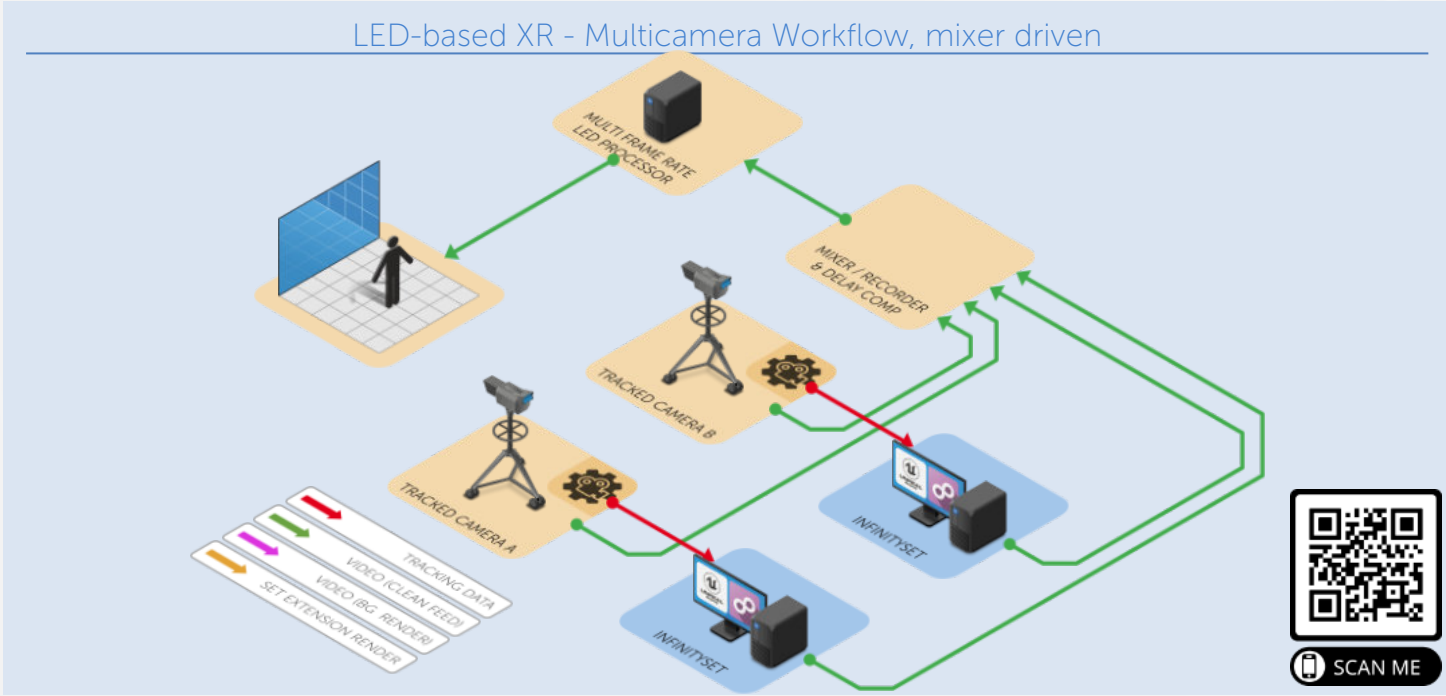 LED-based XR - Multicamera Workflow, mixer driven
MULTI FRAME RATE
LED PROCESSOR
MIXER / RECORDER
& DELAY COMP
TRACKED CAMERA B
TRACKED CAMERA A
INFINITYSET
INFINITYSET
TRACKING DATA
VIDEO (CLEAN FEED)
VIDEO (BG RENDER)
SET EXTENSION RENDER
SCAN ME